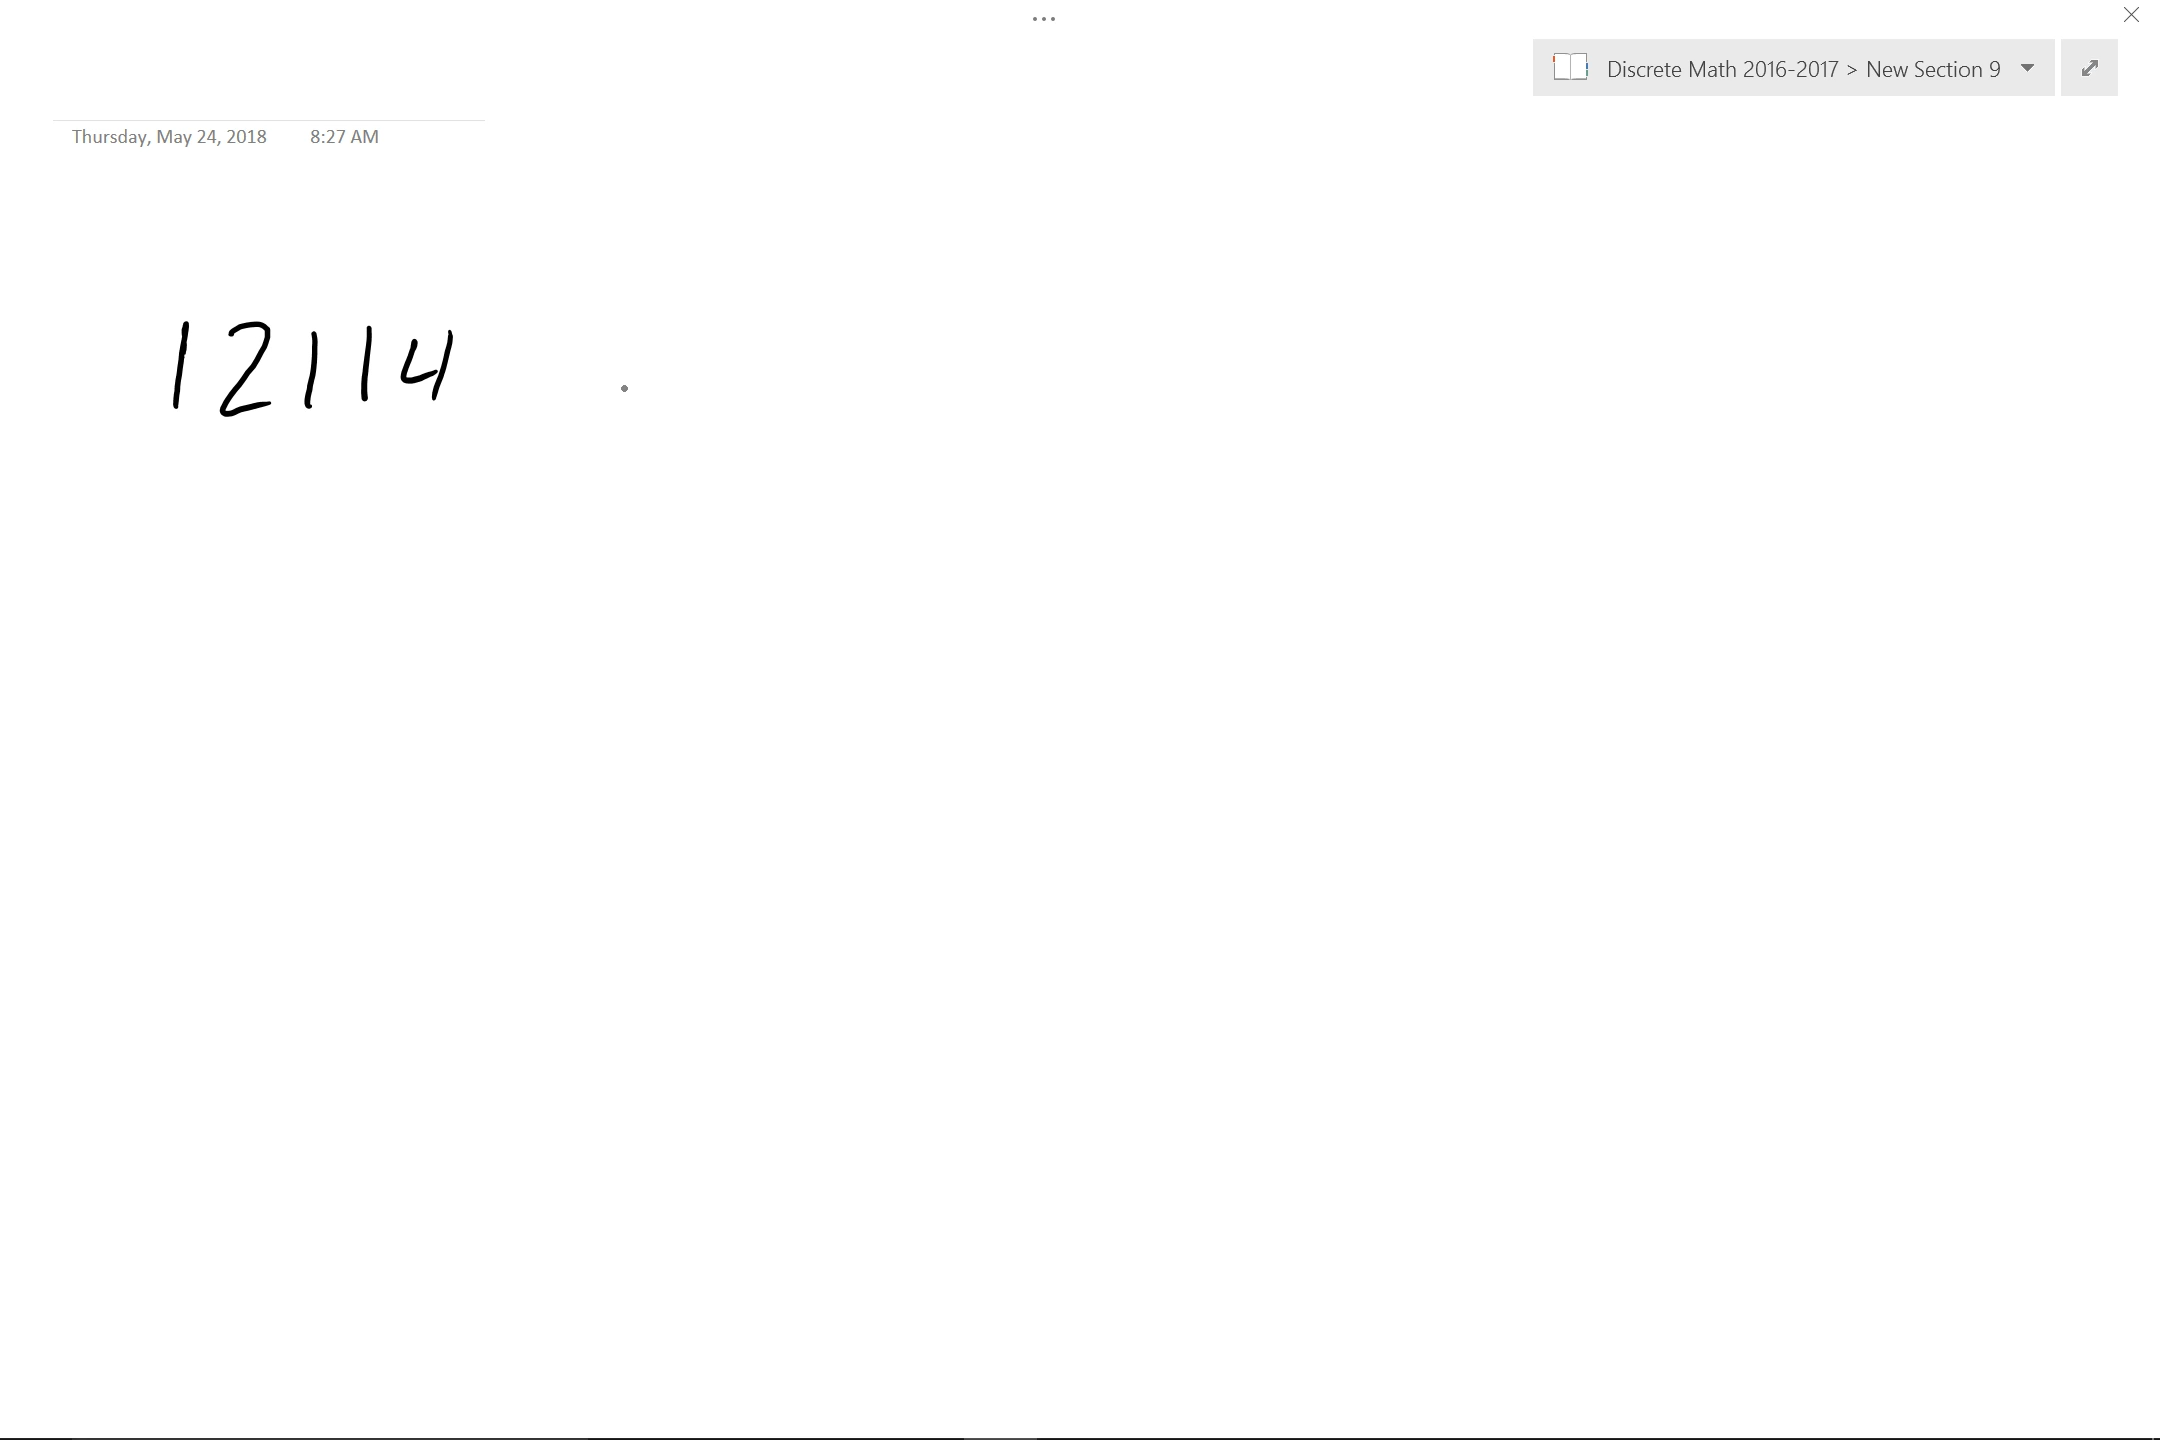 Discrete Math 2016-2017 > New Section 9
Thursday, May 24, 2018 8:27 AM
12114